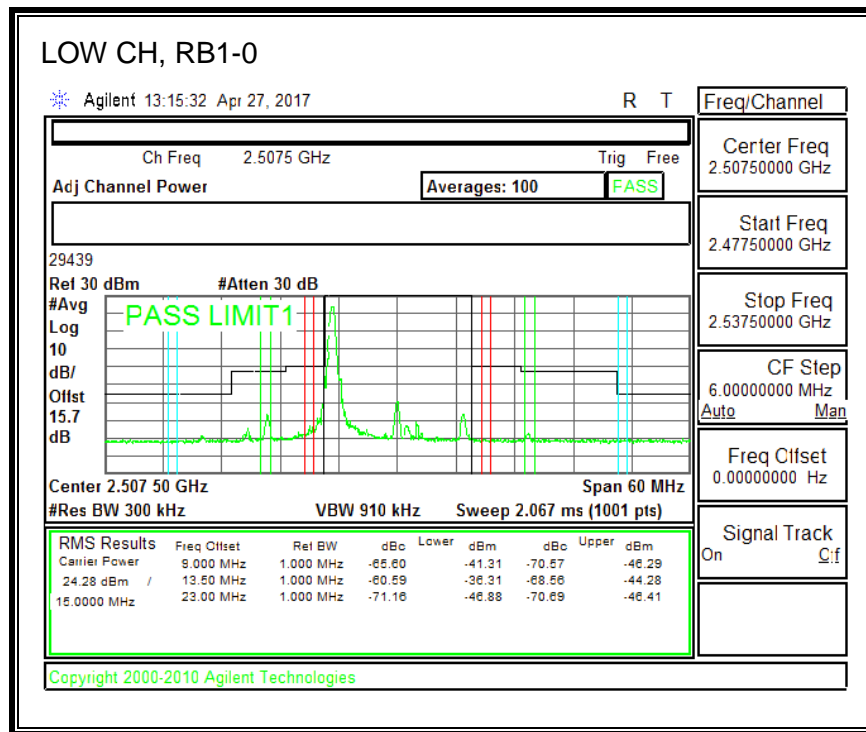 LOW CH, RB1-0
Agilent 13:15:32 Apr 27, 2017 R T
Freq/Channel
Ch Freq 2.5075 GHz Trig Free
Adj Channel Power Averages: 100 PASS
Center Freq
2.50750000 GHz
Start Freq
2.47750000 GHz
29439
Ref 30 dBm #Atten 30 dB
#Avg
Log
10
dB/
Offst
15.7
dB
PASS LIMIT1
Stop Freq
2.53750000 GHz
CF Step
6.00000000 MHz
Auto Man
Freq Offset
0.00000000 Hz
Center 2.507 50 GHz Span 60 MHz
#Res BW 300 kHz VBW 910 kHz Sweep 2.067 ms (1001 pts)
Signal Track
On Off
RMS Results Freq Offset Ref BW dBc Lower dBm dBc Upper dBm
Carrier Power 9.000 MHz 1.000 MHz -65.60 -41.31 -70.57 -46.29
24.28 dBm / 13.50 MHz 1.000 MHz -60.59 -36.31 -68.56 -44.28
15.0000 MHz 23.00 MHz 1.000 MHz -71.16 -46.88 -70.69 -46.41
Copyright 2000-2010 Agilent Technologies